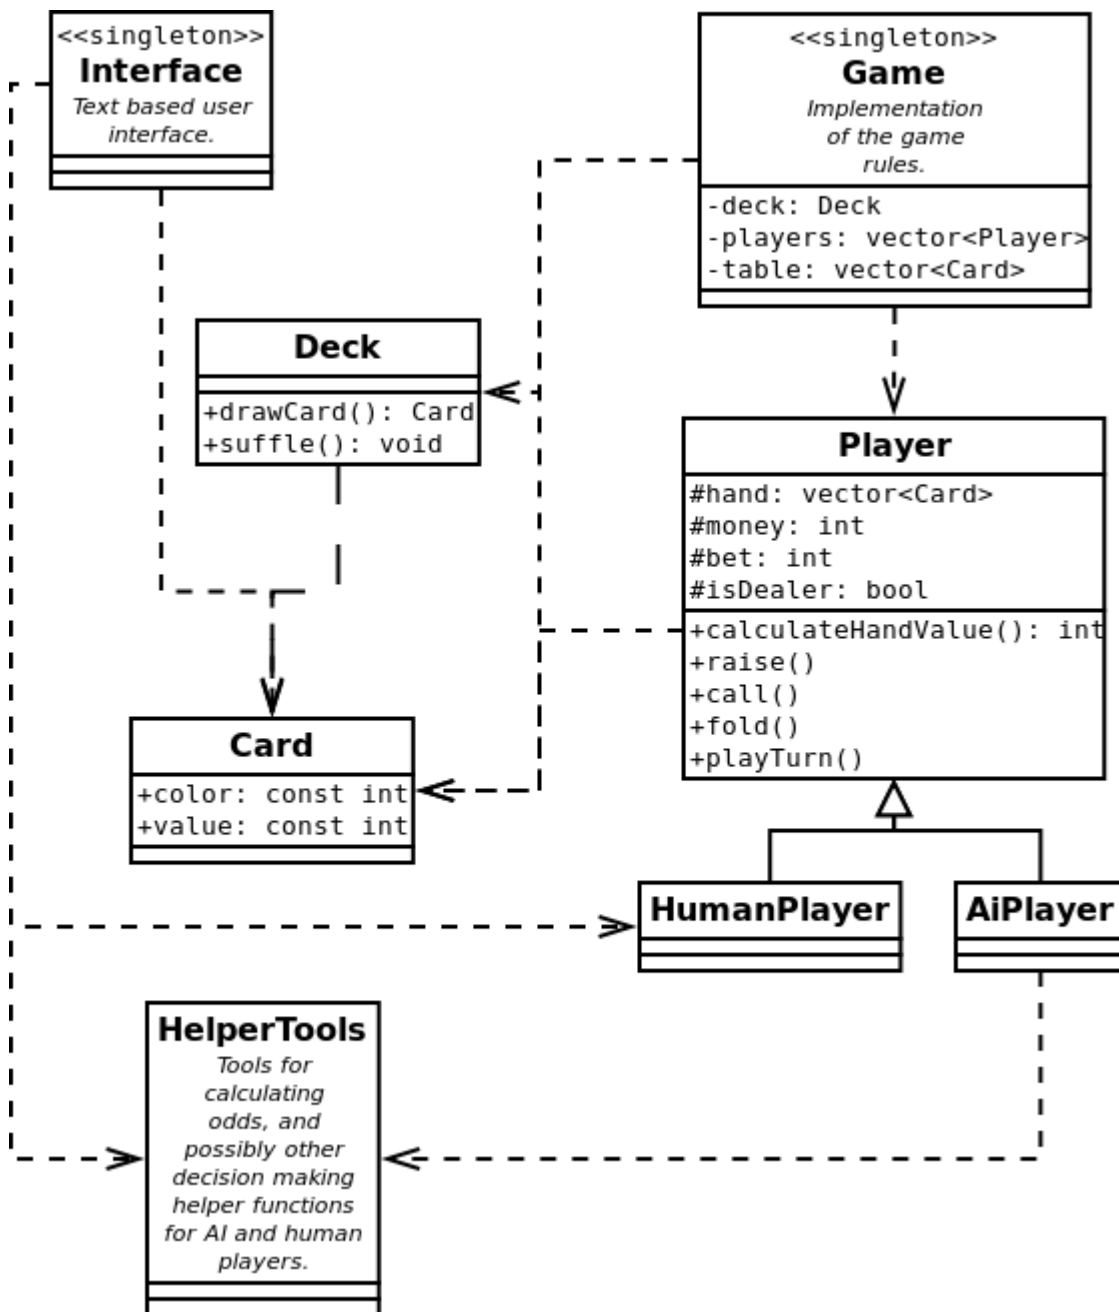 <<singleton>>
Interface
Text based user
interface.
<<singleton>>
Game
Implementation
of the game
rules.
-deck: Deck
-players: vector<Player>
-table: vector<Card>
Deck
+drawCard(): Card
+suffle(): void
Player
#hand: vector<Card>
#money: int
#bet: int
#isDealer: bool
+calculateHandValue(): int
+raise()
+call()
+fold()
+playTurn()
Card
+color: const int
+value: const int
HumanPlayer
AiPlayer
HelperTools
Tools for
calculating
odds, and
possibly other
decision making
helper functions
for AI and human
players.